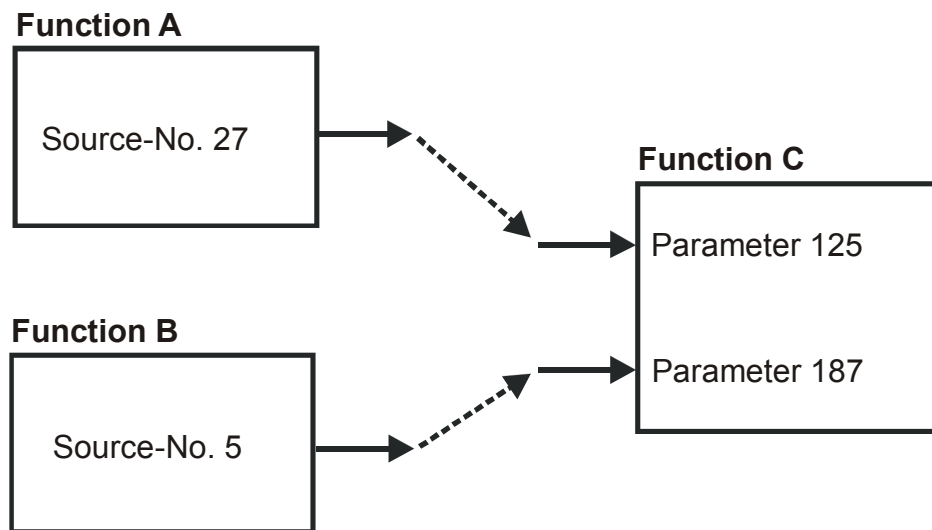 Function A
Source-No. 27
Function C
Parameter 125
Function B
Parameter 187
Source-No. 5